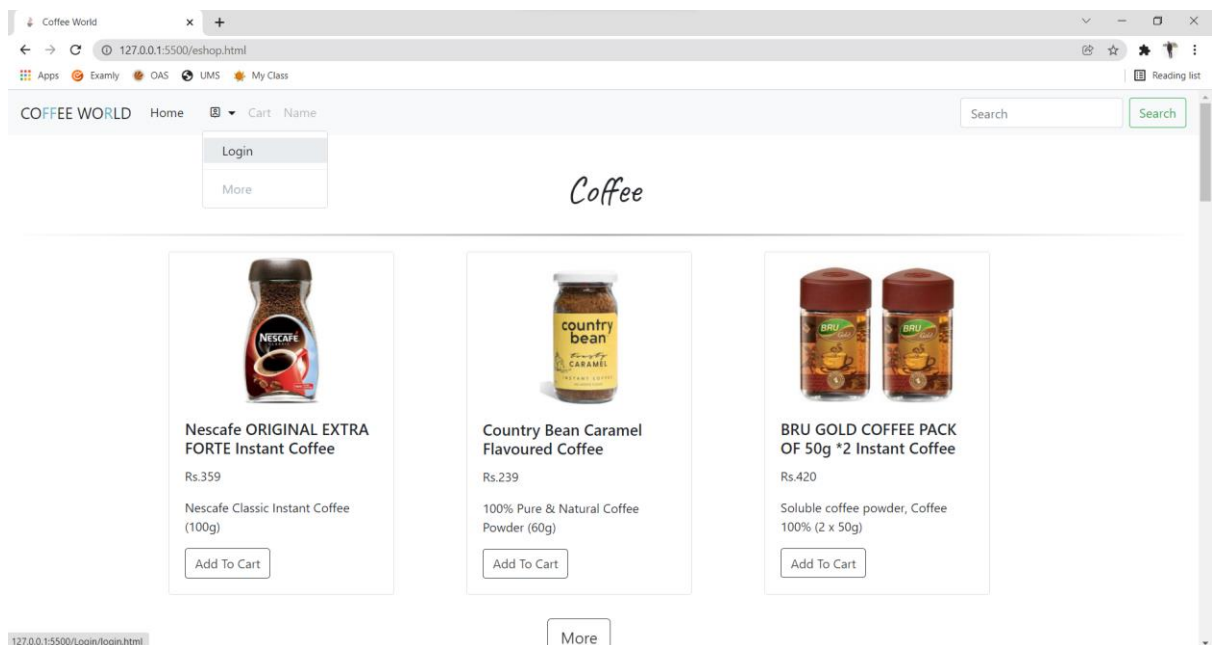 Coffee World
127.0.0.1:5500/eshop.html
Apps Examly OAS UMS My Class Reading list
COFFEE WORLD Home Cart Name Search Search
Login
More
Coffee
NESCAFÉ
CLASSIC
country
bean
CARAMEL
BRU
Gold
BRU
Gold
Nescafe ORIGINAL EXTRA
FORTE Instant Coffee
Rs.359
Nescafe Classic Instant Coffee
(100g)
Add To Cart
Country Bean Caramel
Flavoured Coffee
Rs.239
100% Pure & Natural Coffee
Powder (60g)
Add To Cart
BRU GOLD COFFEE PACK
OF 50g *2 Instant Coffee
Rs.420
Soluble coffee powder, Coffee
100% (2 x 50g)
Add To Cart
More
127.0.0.1:5500/Login/login.html